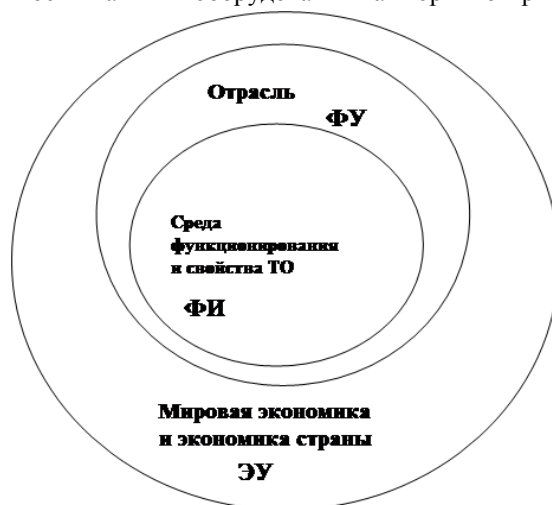 Отрасль
ФУ
Среда
функционирования
и свойства ТО
ФИ
Мировая экономика
и экономика страны
ЭУ